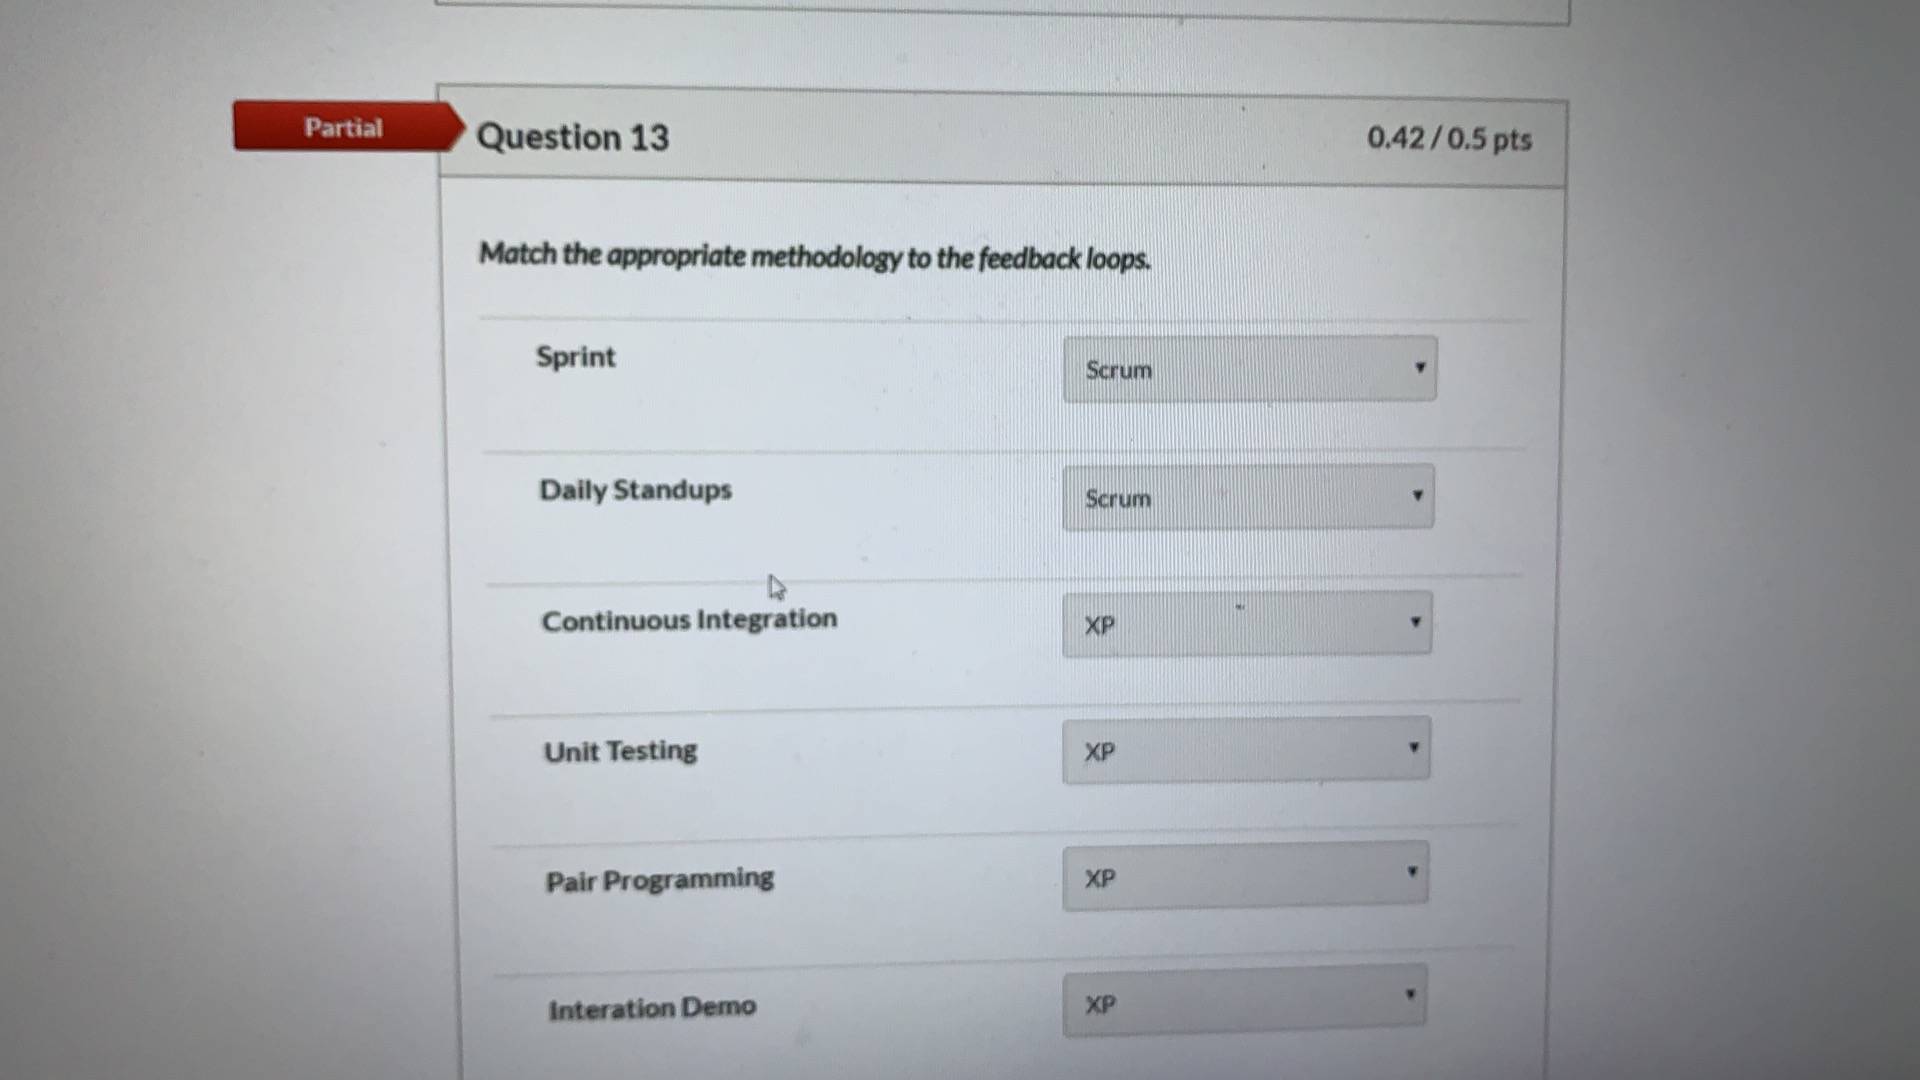 Partial
Question 13
0.42 / 0.5 pts
Match the appropriate methodology to the feedback loops.
Sprint
Scrum
Daily Standups
Scrum
Continuous Integration
XP
Unit Testing
XP
Pair Programming
XP
Interation Demo
XP